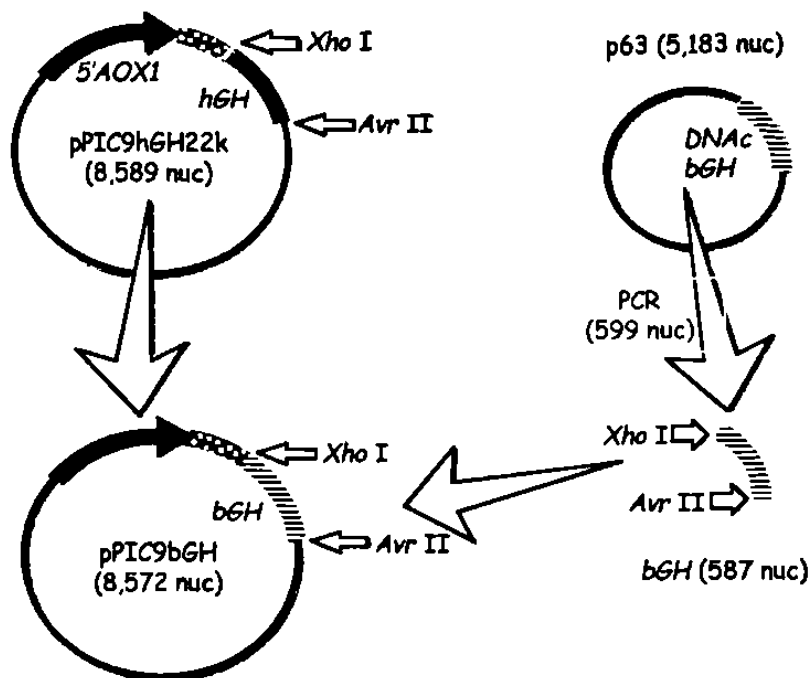 Xho I
5'AOX1
hGH
Avr II
pPIC9hGH22k
(8,589 nuc)
p63 (5,183 nuc)
DNAc
bGH
PCR
(599 nuc)
Xho I
Avr II
bGH (587 nuc)
Xho I
bGH
Avr II
pPIC9bGH
(8,572 nuc)